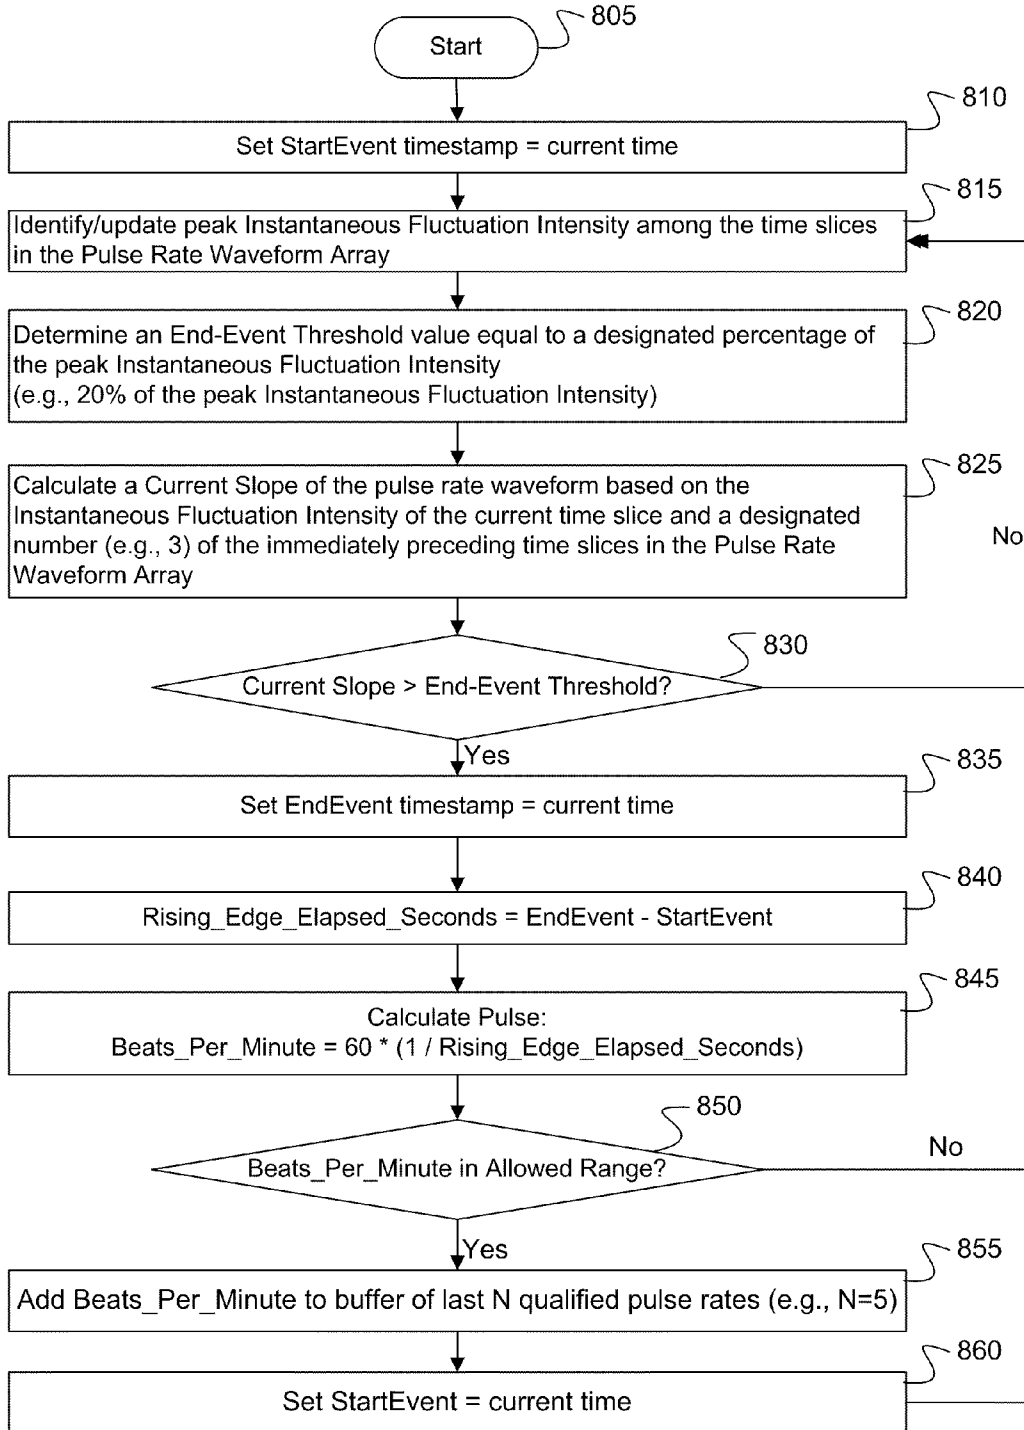 Start
805
810
Set StartEvent timestamp = current time
815
Identify/update peak Instantaneous Fluctuation Intensity among the time slices
in the Pulse Rate Waveform Array
820
Determine an End-Event Threshold value equal to a designated percentage of
the peak Instantaneous Fluctuation Intensity
(e.g., 20% of the peak Instantaneous Fluctuation Intensity)
825
Calculate a Current Slope of the pulse rate waveform based on the
Instantaneous Fluctuation Intensity of the current time slice and a designated
number (e.g., 3) of the immediately preceding time slices in the Pulse Rate
Waveform Array
No
830
Current Slope > End-Event Threshold?
Yes
835
Set EndEvent timestamp = current time
840
Rising_Edge_Elapsed_Seconds = EndEvent - StartEvent
845
Calculate Pulse:
Beats_Per_Minute = 60 * (1 / Rising_Edge_Elapsed_Seconds)
850
Beats_Per_Minute in Allowed Range?
No
Yes
855
Add Beats_Per_Minute to buffer of last N qualified pulse rates (e.g., N=5)
860
Set StartEvent = current time